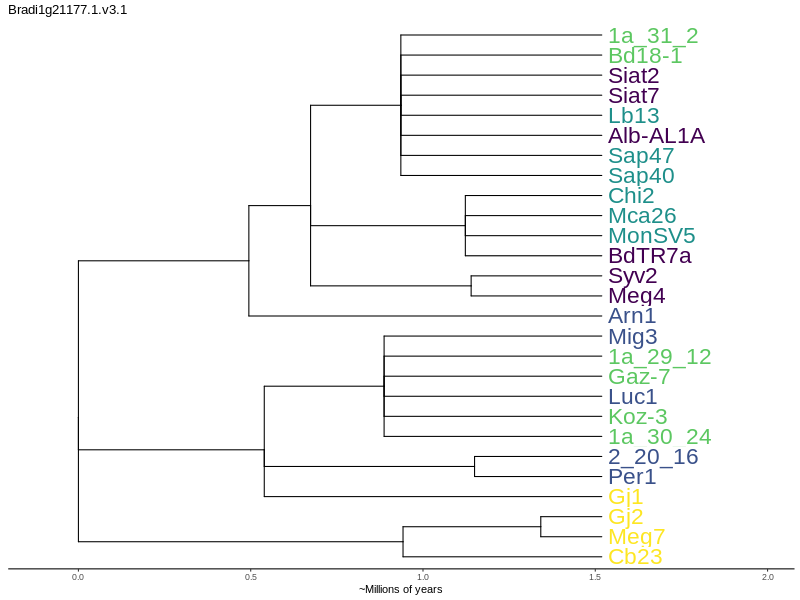 Bradi1g21177.1.v3.1
1a_31_2
Bd18-1
Siat2
Siat7
Lb13
Alb-AL1A
Sap47
Sap40
Chi2
Mca26
MonSV5
BdTR7a
Syv2
Meg4
Arn1
Mig3
1a_29_12
Gaz-7
Luc1
Koz-3
1a_30_24
2_20_16
Per1
Gj1
Gj2
Meg7
Cb23
0.0 0.5 1.0 1.5 2.0
~Millions of years